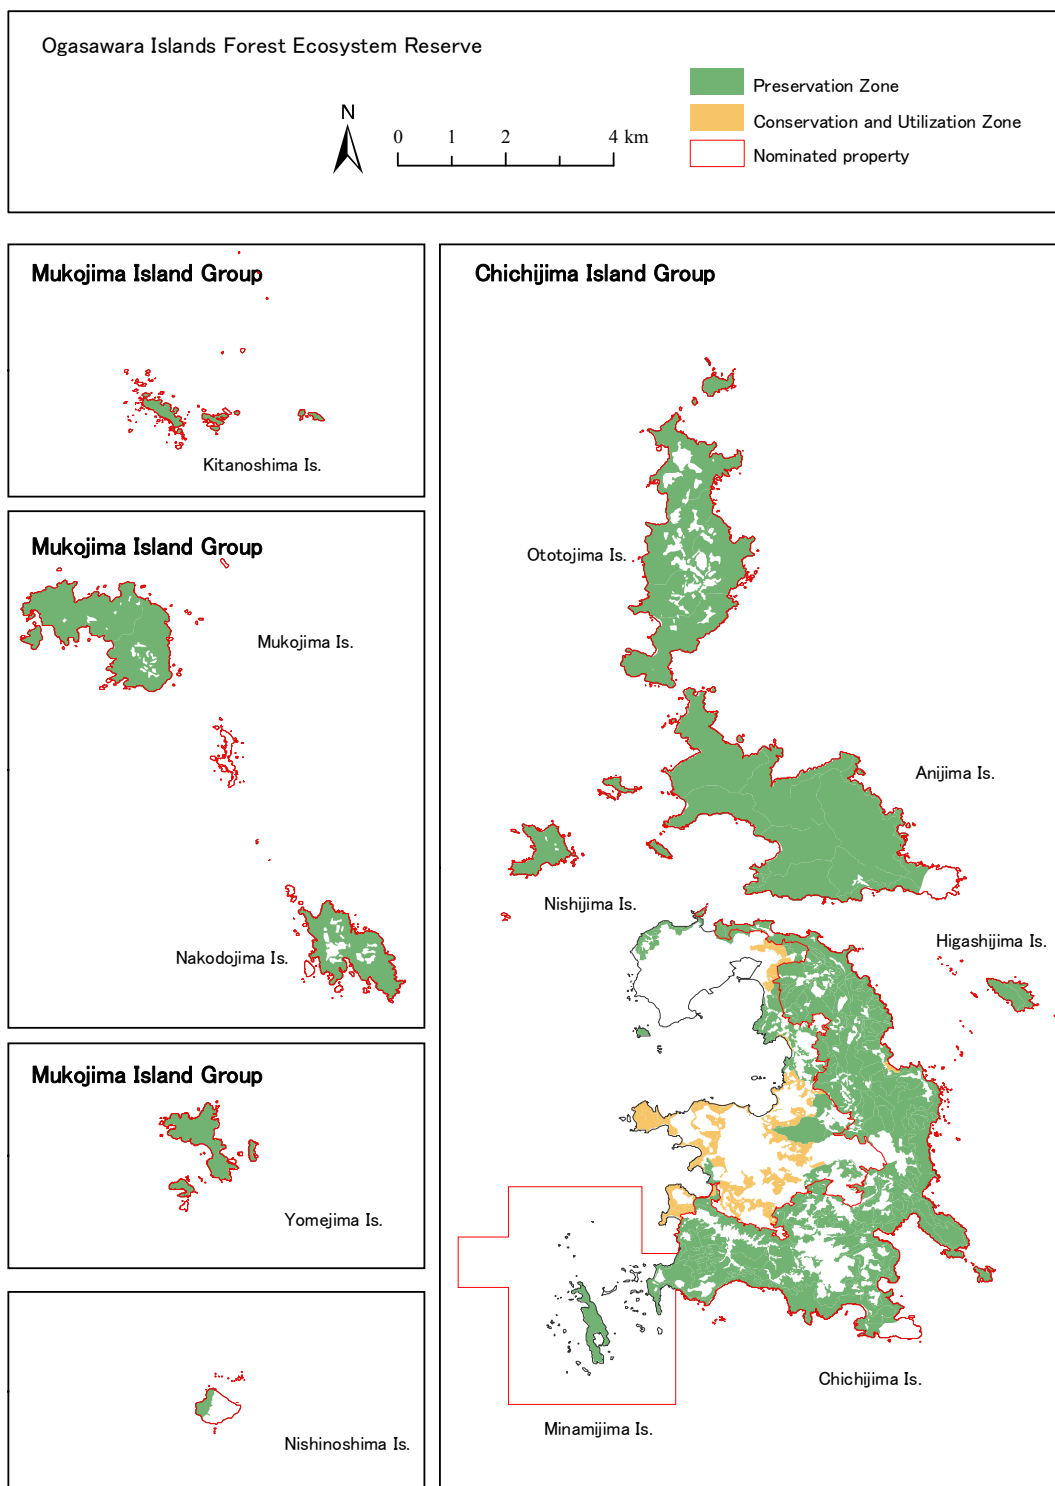 Ogasawara Islands Forest Ecosystem Reserve
N
0 1 2 4 km
Preservation Zone
Conservation and Utilization Zone
Nominated property
Mukojima Island Group
Kitanoshima Is.
Mukojima Island Group
Mukojima Is.
Nakodojima Is.
Mukojima Island Group
Yomejima Is.
Nishinoshima Is.
Chichijima Island Group
Ototojima Is.
Anijima Is.
Nishijima Is.
Higashijima Is.
Chichijima Is.
Minamijima Is.